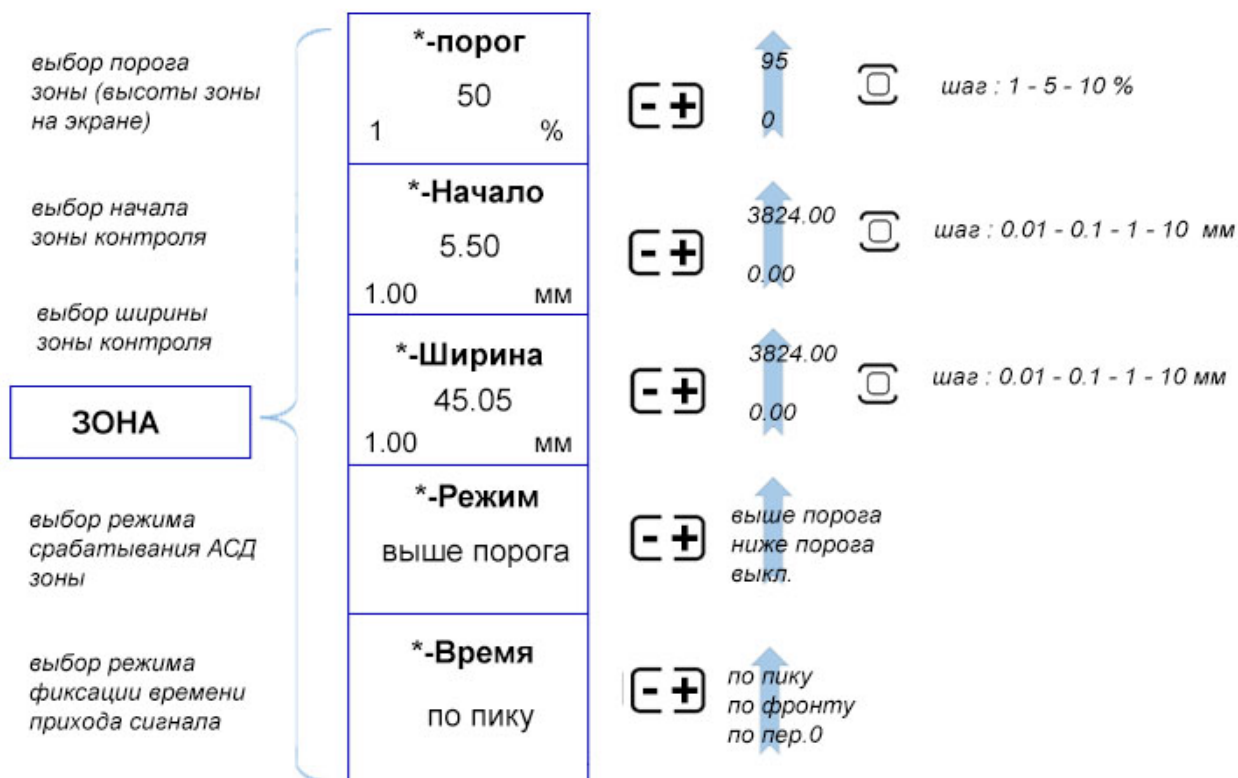 выбор порога
зоны (высоты зоны
на экране)
*-порог
50
1 %
- +
95
0
шаг : 1 - 5 - 10 %
выбор начала
зоны контроля
*-Начало
5.50
1.00 мм
- +
3824.00
0.00
шаг : 0.01 - 0.1 - 1 - 10 мм
выбор ширины
зоны контроля
*-Ширина
45.05
1.00 мм
- +
3824.00
0.00
шаг : 0.01 - 0.1 - 1 - 10 мм
ЗОНА
выбор режима
срабатывания АСД
зоны
*-Режим
выше порога
- +
выше порога
ниже порога
выкл.
выбор режима
фиксации времени
прихода сигнала
*-Время
по пику
- +
по пику
по фронту
по пер.0